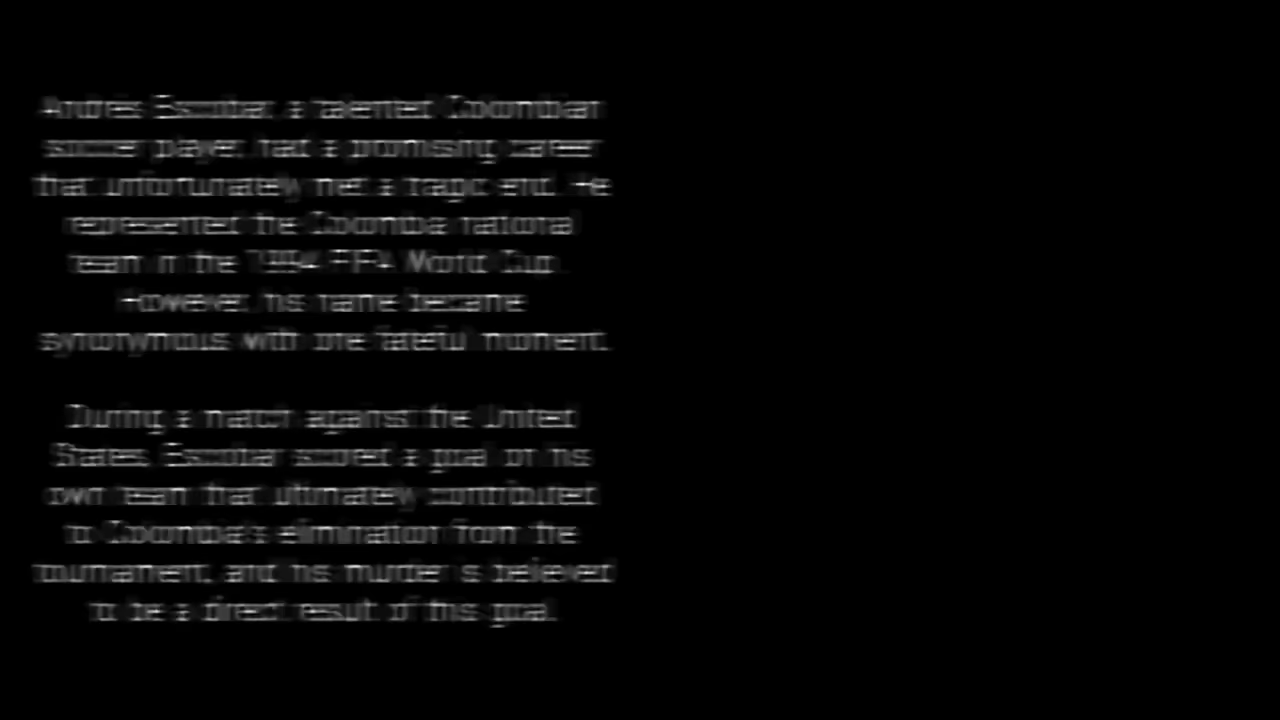 Andrés Escobar, a talented Colombian
soccer player, had a promising career
that unfortunately met a tragic end. He
represented the Colombia national
team in the 1994 FIFA World Cup.
However, his name became
synonymous with one fateful moment.
During a match against the United
States, Escobar scored a goal on his
own team that ultimately contributed
to Colombia's elimination from the
tournament, and his murder is believed
to be a direct result of this goal.